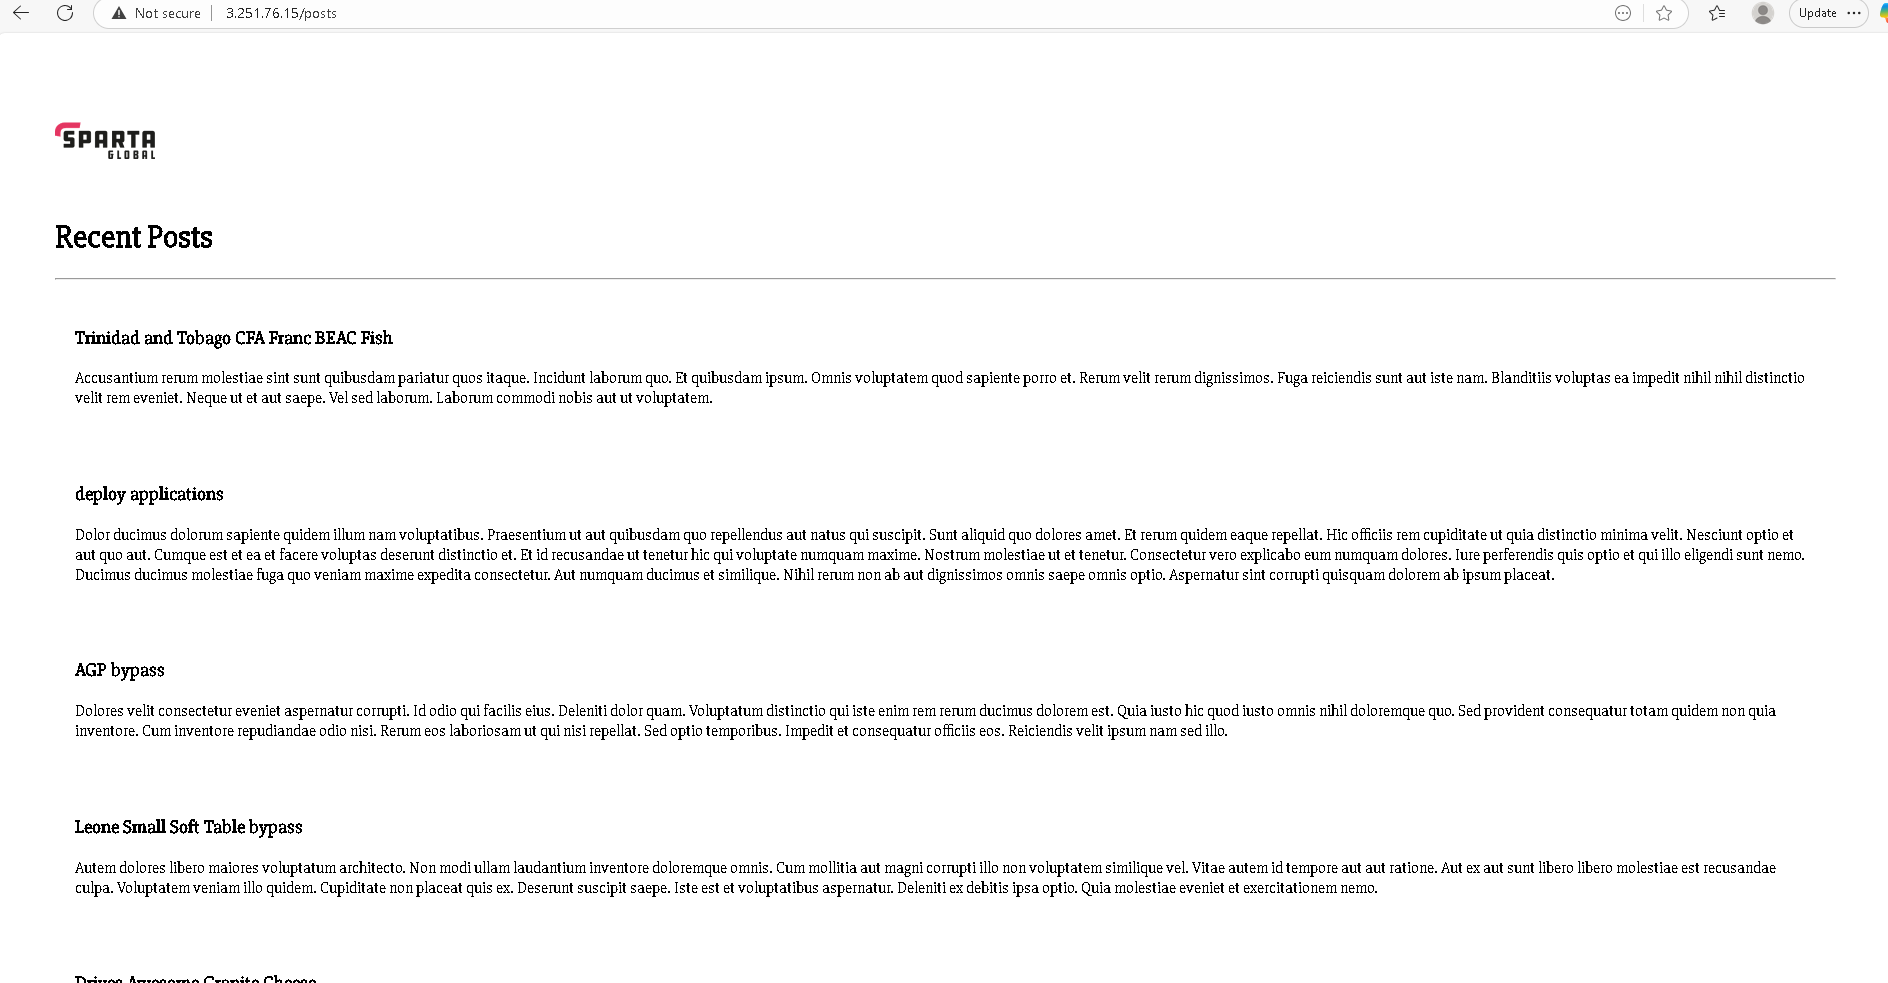 Not secure
3.251.76.15/posts
Update
SPARTA
GLOBAL
Recent Posts
Trinidad and Tobago CFA Franc BEAC Fish
Accusantium rerum molestiae sint sunt quibusdam pariatur quos itaque. Incidunt laborum quo. Et quibusdam ipsum. Omnis voluptatem quod sapiente porro et. Rerum velit rerum dignissimos. Fuga reiciendis sunt aut iste nam. Blanditiis voluptas ea impedit nihil nihil distinctio
velit rem eveniet. Neque ut et aut saepe. Vel sed laborum. Laborum commodi nobis aut ut voluptatem.
deploy applications
Dolor ducimus dolorum sapiente quidem illum nam voluptatibus. Praesentium ut aut quibusdam quo repellendus aut natus qui suscipit. Sunt aliquid quo dolores amet. Et rerum quidem eaque repellat. Hic officiis rem cupiditate ut quia distinctio minima velit. Nesciunt optio et
aut quo aut. Cumque est et ea et facere voluptas deserunt distinctio et. Et id recusandae ut tenetur hic qui voluptate numquam maxime. Nostrum molestiae ut et tenetur. Consectetur vero explicabo eum numquam dolores. Iure perferendis quis optio et qui illo eligendi sunt nemo.
Ducimus ducimus molestiae fuga quo veniam maxime expedita consectetur. Aut numquam ducimus et similique. Nihil rerum non ab aut dignissimos omnis saepe omnis optio. Aspernatur sint corrupti quisquam dolorem ab ipsum placeat.
AGP bypass
Dolores velit consectetur eveniet aspernatur corrupti. Id odio qui facilis eius. Deleniti dolor quam. Voluptatum distinctio qui iste enim rem rerum ducimus dolorem est. Quia iusto hic quod iusto omnis nihil doloremque quo. Sed provident consequatur totam quidem non quia
inventore. Cum inventore repudiandae odio nisi. Rerum eos laboriosam ut qui nisi repellat. Sed optio temporibus. Impedit et consequatur officiis eos. Reiciendis velit ipsum nam sed illo.
Leone Small Soft Table bypass
Autem dolores libero maiores voluptatum architecto. Non modi ullam laudantium inventore doloremque omnis. Cum mollitia aut magni corrupti illo non voluptatem similique vel. Vitae autem id tempore aut aut ratione. Aut ex aut sunt libero libero molestiae est recusandae
culpa. Voluptatem veniam illo quidem. Cupiditate non placeat quis ex. Deserunt suscipit saepe. Iste est et voluptatibus aspernatur. Deleniti ex debitis ipsa optio. Quia molestiae eveniet et exercitationem nemo.
Drives Awesome Granite Cheese